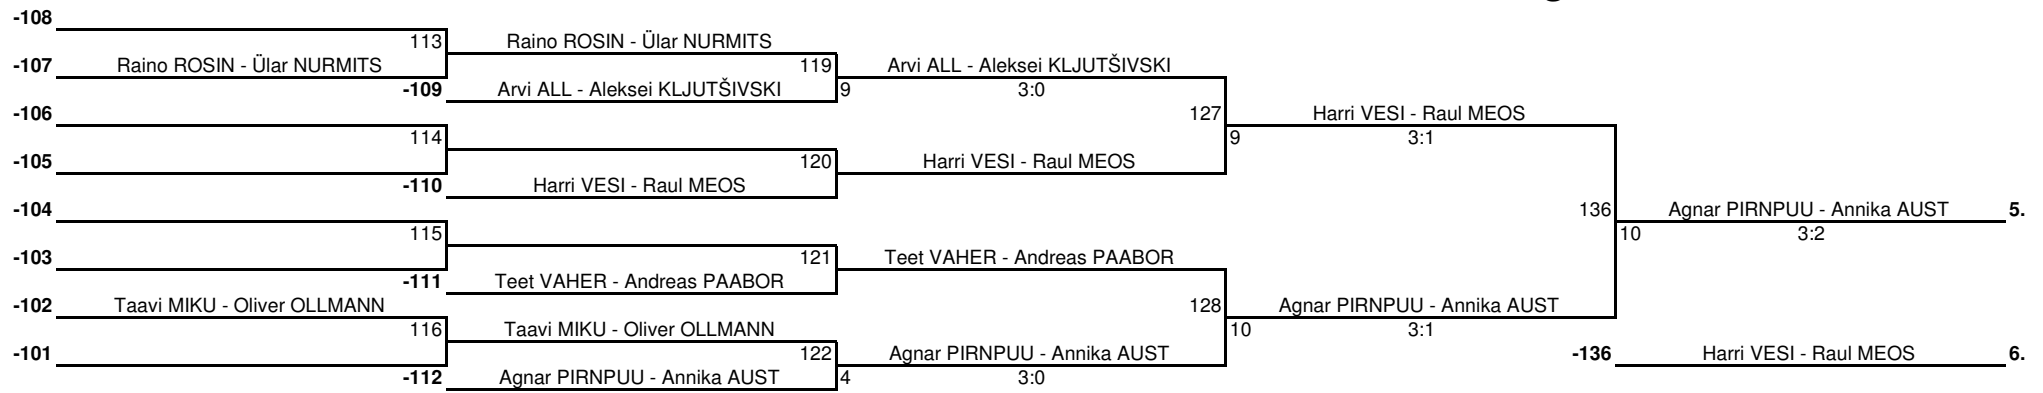 -108
113 Raino ROSIN - Ülar NURMITS
-107 Raino ROSIN - Ülar NURMITS 119 Arvi ALL - Aleksei KLJUTŠIVSKI
-109 Arvi ALL - Aleksei KLJUTŠIVSKI 9 3:0
-106 127 Harri VESI - Raul MEOS
114 9 3:1
-105 120 Harri VESI - Raul MEOS
-110 Harri VESI - Raul MEOS
-104 136 Agnar PIRNPUU - Annika AUST 5.
115 10 3:2
-103 121 Teet VAHER - Andreas PAABOR
-111 Teet VAHER - Andreas PAABOR
-102 Taavi MIKU - Oliver OLLMANN 128 Agnar PIRNPUU - Annika AUST
116 Taavi MIKU - Oliver OLLMANN 10 3:1
-101 122 Agnar PIRNPUU - Annika AUST -136 Harri VESI - Raul MEOS 6.
-112 Agnar PIRNPUU - Annika AUST 4 3:0